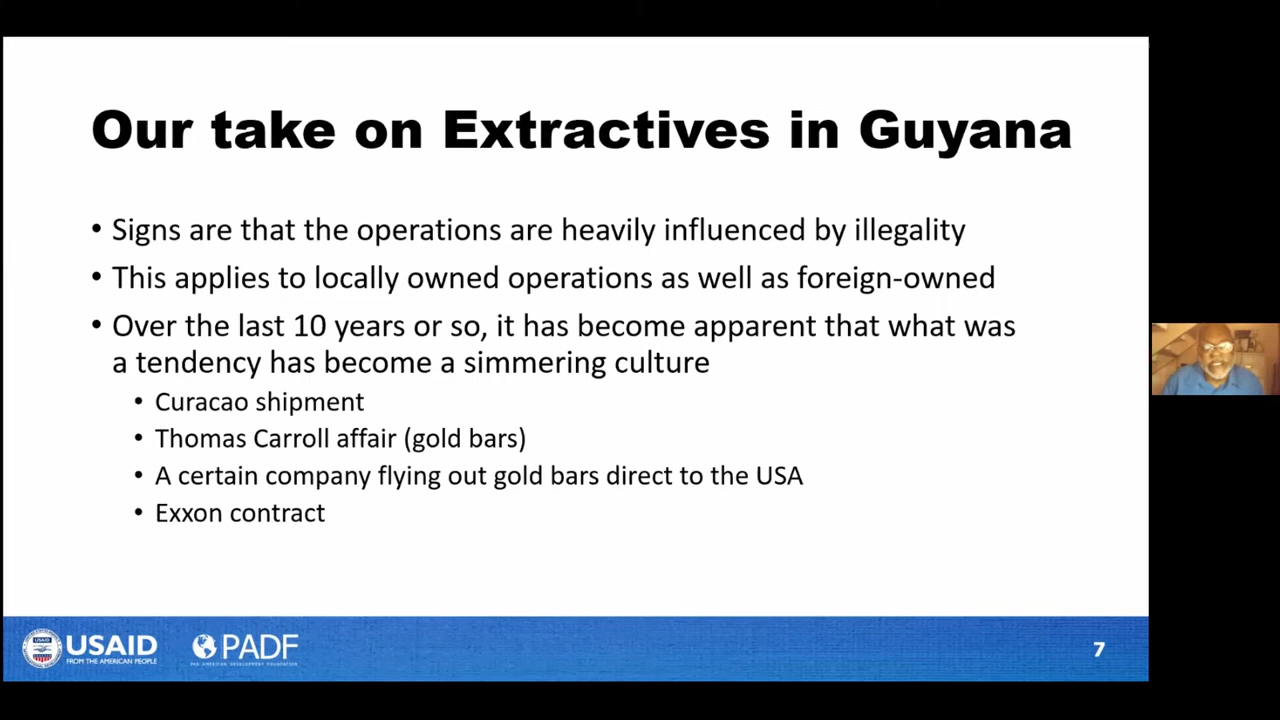 Our take on Extractives in Guyana
• Signs are that the operations are heavily influenced by illegality
• This applies to locally owned operations as well as foreign-owned
• Over the last 10 years or so, it has become apparent that what was
a tendency has become a simmering culture
• Curacao shipment
• Thomas Carroll affair (gold bars)
• A certain company flying out gold bars direct to the USA
• Exxon contract
USAID
USAID
FROM THE AMERICAN PEOPLE
PADF
PAN AMERICAN DEVELOPMENT FOUNDATION
7